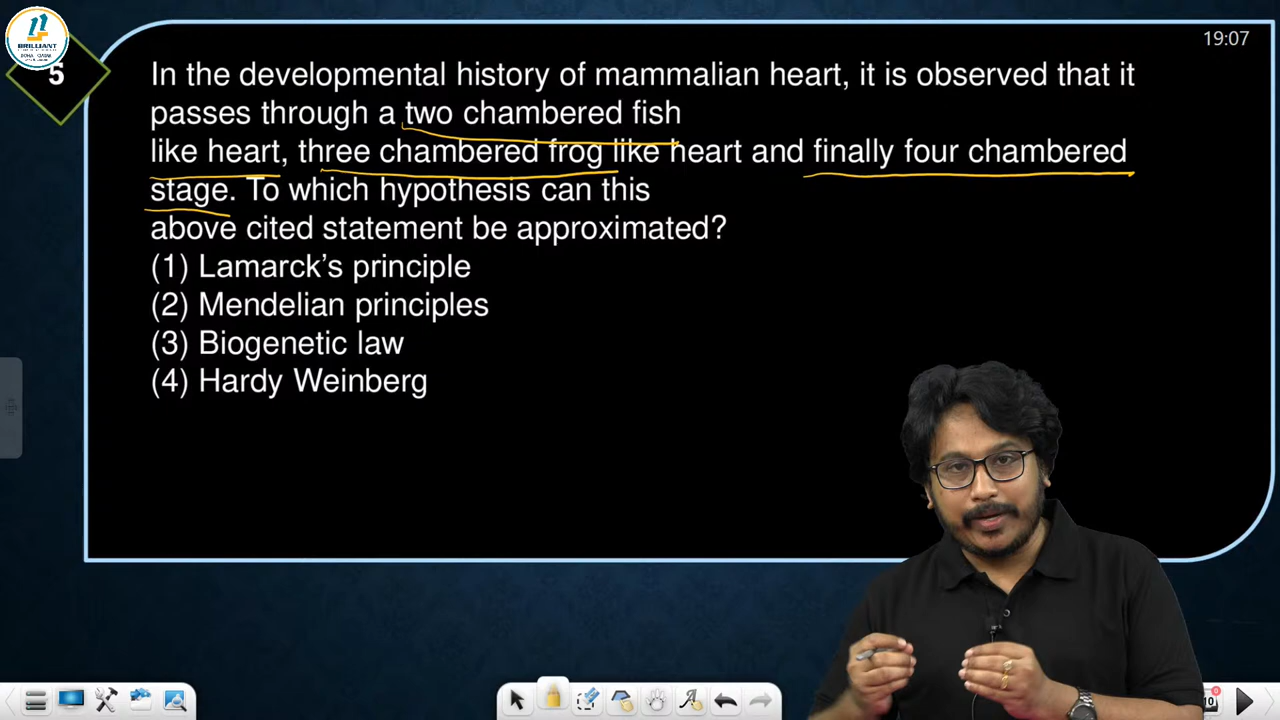 BRILLIANT
5
19:07
In the developmental history of mammalian heart, it is observed that it
passes through a two chambered fish
like heart, three chambered frog like heart and finally four chambered
stage. To which hypothesis can this
above cited statement be approximated?
(1) Lamarck’s principle
(2) Mendelian principles
(3) Biogenetic law
(4) Hardy Weinberg